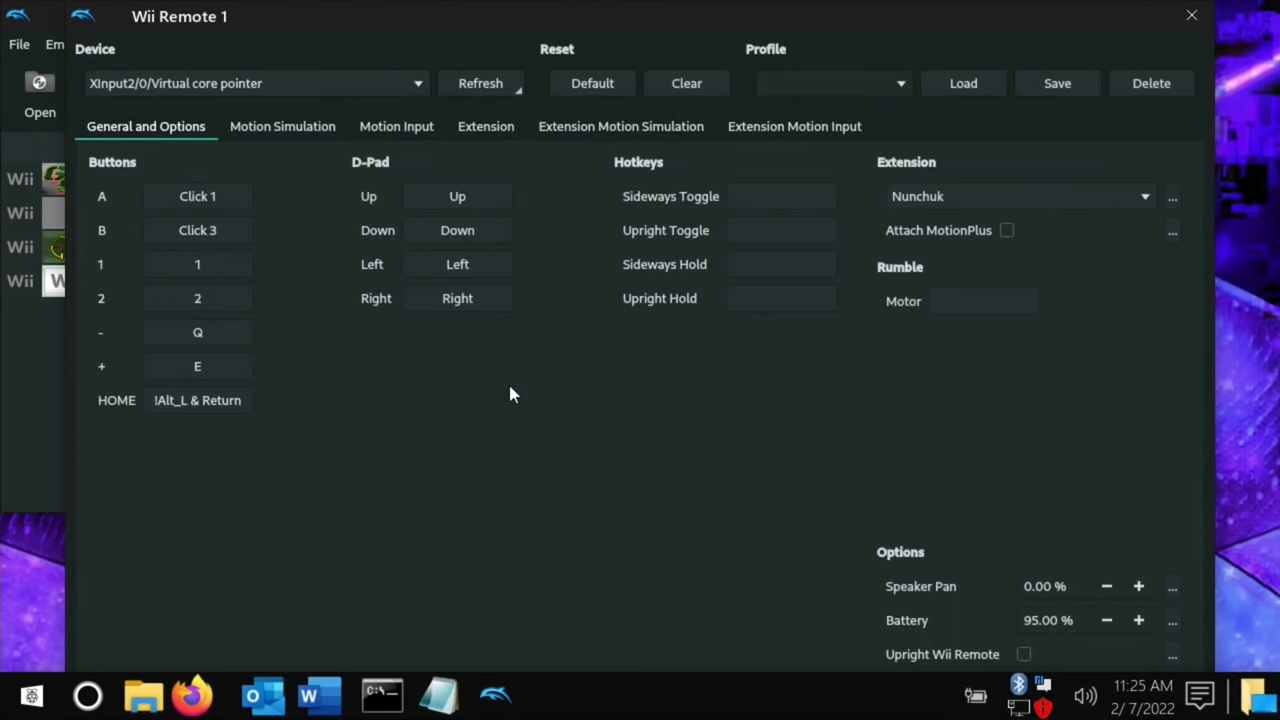 Wii Remote 1
File Em
Device Reset Profile
XInput2/0/Virtual core pointer Refresh Default Clear Load Save Delete
Open
General and Options Motion Simulation Motion Input Extension Extension Motion Simulation Extension Motion Input
Buttons D-Pad Hotkeys Extension
Wii A Click 1 Up Up Sideways Toggle Nunchuk ...
Wii B Click 3 Down Down Upright Toggle Attach MotionPlus ...
Wii 1 1 Left Left Sideways Hold Rumble
Wii W 2 2 Right Right Upright Hold Motor
- Q
+ E
HOME !Alt_L & Return
Options
Speaker Pan 0.00 % − + ...
Battery 95.00 % − + ...
Upright Wii Remote ...
C:\_ 11:25 AM
2/ 7/2022